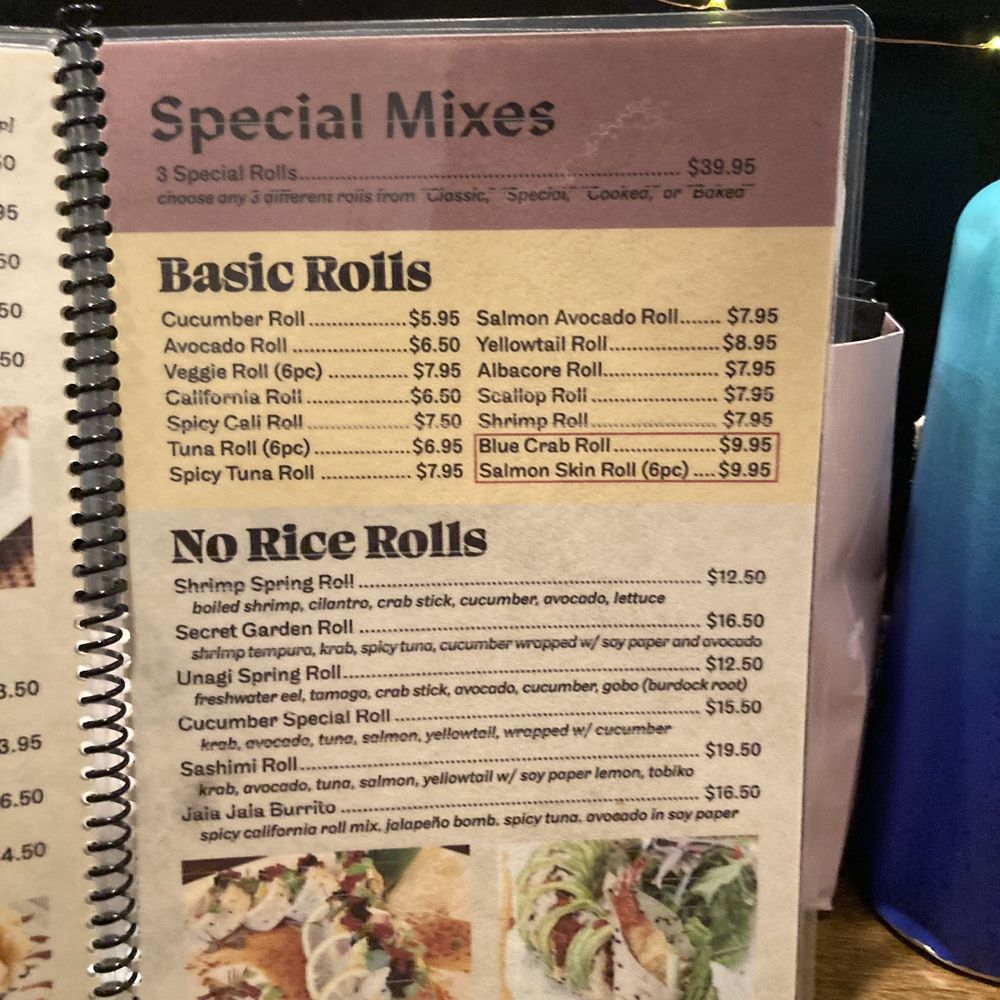 p]
50
95
50
50
50
3.50
3.95
6.50
4.50
Special Mixes
3 Special Rolls........ $39.95
choose any 3 different rolls from "Classic," "Special," "Cooked," or "Baked"
Basic Rolls
Cucumber Roll ........ $5.95
Avocado Roll ........ $6.50
Veggie Roll (6pc) ........ $7.95
California Roll ........ $6.50
Spicy Cali Roll ........ $7.50
Tuna Roll (6pc) ........ $6.95
Spicy Tuna Roll ........ $7.95
Salmon Avocado Roll........ $7.95
Yellowtail Roll........ $8.95
Albacore Roll........ $7.95
Scallop Roll ........ $7.95
Shrimp Roll........ $7.95
Blue Crab Roll........ $9.95
Salmon Skin Roll (6pc) .... $9.95
No Rice Rolls
Shrimp Spring Roll ........ $12.50
boiled shrimp, cilantro, crab stick, cucumber, avocado, lettuce
Secret Garden Roll ........ $16.50
shrimp tempura, krab, spicy tuna, cucumber wrapped w/ soy paper and avocado
Unagi Spring Roll........ $12.50
freshwater eel, tamago, crab stick, avocado, cucumber, gobo (burdock root)
Cucumber Special Roll ........ $15.50
krab, avocado, tuna, salmon, yellowtail, wrapped w/ cucumber
Sashimi Roll........ $19.50
krab, avocado, tuna, salmon, yellowtail w/ soy paper lemon, tobiko
Jaia Jaia Burrito ........ $16.50
spicy california roll mix, jalapeño bomb, spicy tuna, avocado in soy paper